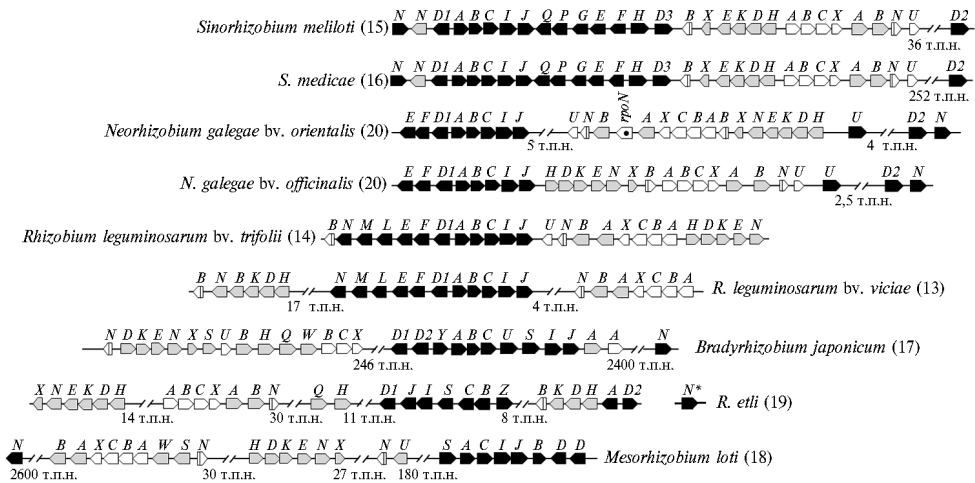 N N D1 A B C I J Q P G E F H D3 B X E K D H A B C X A B N U D2
Sinorhizobium meliloti (15)
36 т.п.н.
N N D1 A B C I J Q P G E F H D3 B X E K D H A B C X A B N U D2
S. medicae (16)
252 т.п.н.
rpoN
E F D1 A B C I J U N B A X C B A B X N E K D H U D2 N
Neorhizobium galegae bv. orientalis (20)
5 т.п.н. 4 т.п.н.
E F D1 A B C I J H D K E N X B A B C X A B N U U D2 N
N. galegae bv. officinalis (20)
2,5 т.п.н.
B N M L E F D1 A B C I J U N B A X C B A H D K E N
Rhizobium leguminosarum bv. trifolii (14)
B N B K D H N M L E F D1 A B C I J N B A X C B A
R. leguminosarum bv. viciae (13)
17 т.п.н. 4 т.п.н.
N D K E N X S U B H Q W B C X D1 D2 Y A B C U S I J A A N
Bradyrhizobium japonicum (17)
246 т.п.н. 2400 т.п.н.
X N E K D H A B C X A B N Q H D1 J I S C B Z B K D H A D2 N*
R. etli (19)
14 т.п.н. 30 т.п.н. 11 т.п.н. 8 т.п.н.
N B A X C B A W S N H D K E N X N U S A C I J B D D
Mesorhizobium loti (18)
2600 т.п.н. 30 т.п.н. 27 т.п.н. 180 т.п.н.